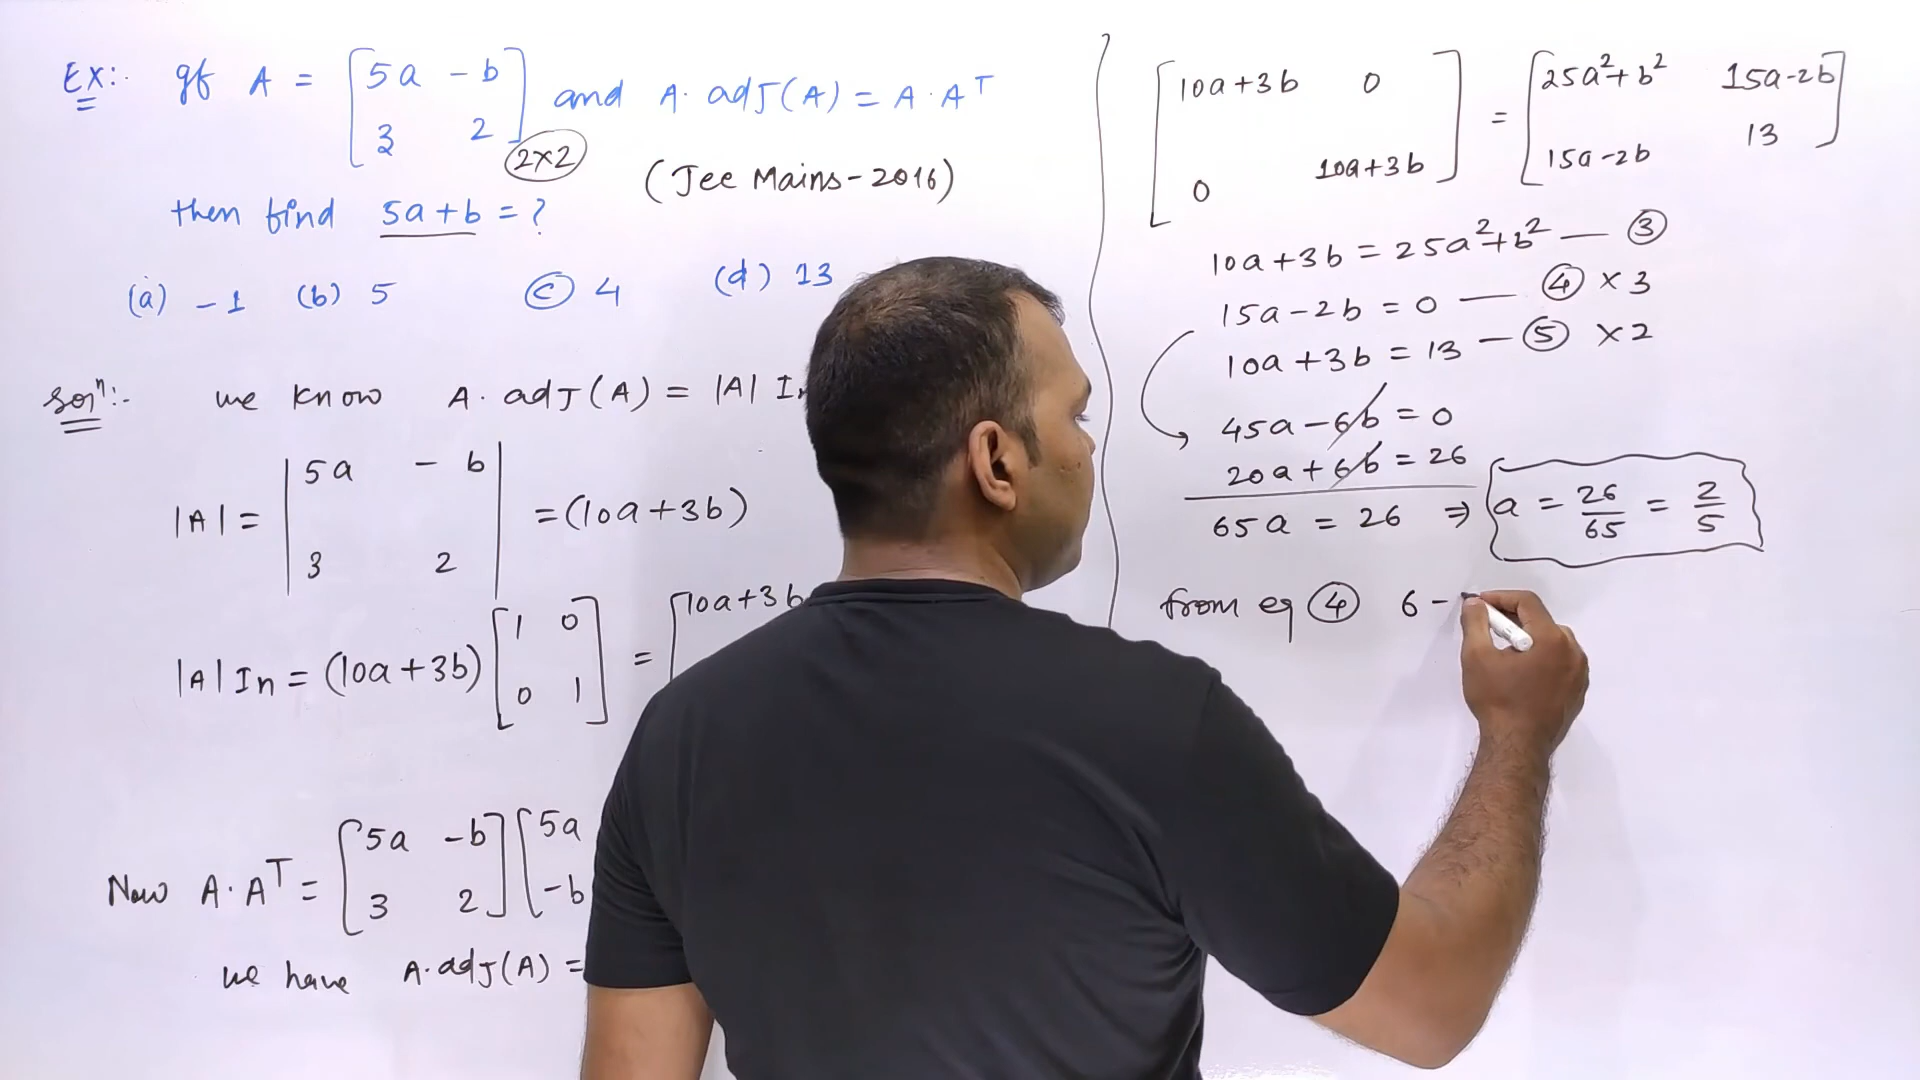 Ex:- If A = [5a -b
3 2] 2×2 and A. adj(A) = A.A^T
(Jee Mains-2016)
then find 5a+b = ?
(a) -1 (b) 5 (c) 4 (d) 13
Solⁿ:- we know A. adj(A) = |A| In
|A| = |5a -b
3 2| = (10a+3b)
|A| In = (10a+3b) [1 0
0 1] = [10a+3b
Now A.A^T = [5a -b
3 2] [5a
-b
we have A.adj(A) =
[10a+3b 0
0 10a+3b] = [25a²+b² 15a-2b
15a-2b 13]
10a+3b = 25a²+b² — ③
15a-2b = 0 — ④ ×3
10a+3b = 13 — ⑤ ×2
45a-6b = 0
20a+6b = 26
65a = 26 ⇒ a = 26/65 = 2/5
from eq ④ 6 -